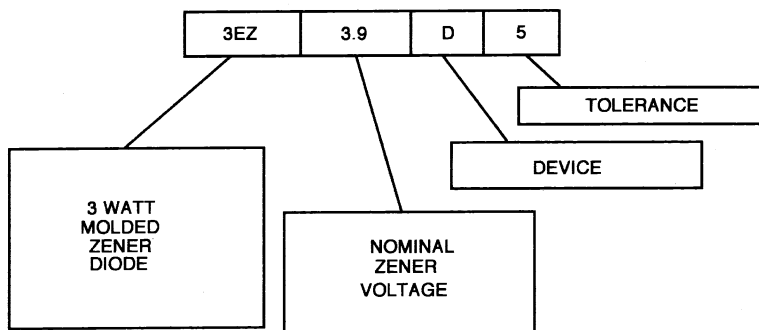 3EZ 3.9 D 5
TOLERANCE
DEVICE
3 WATT
MOLDED
ZENER
DIODE
NOMINAL
ZENER
VOLTAGE